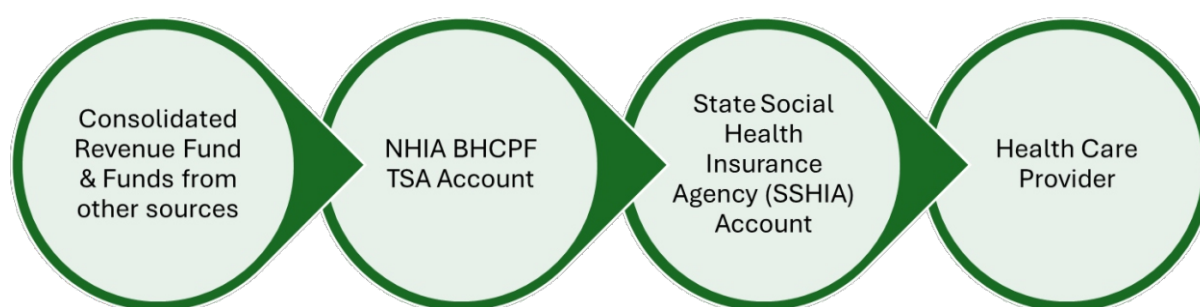 Consolidated
Revenue Fund
& Funds from
other sources
NHIA BHCPF
TSA Account
State Social
Health
Insurance
Agency (SSHIA)
Account
Health Care
Provider